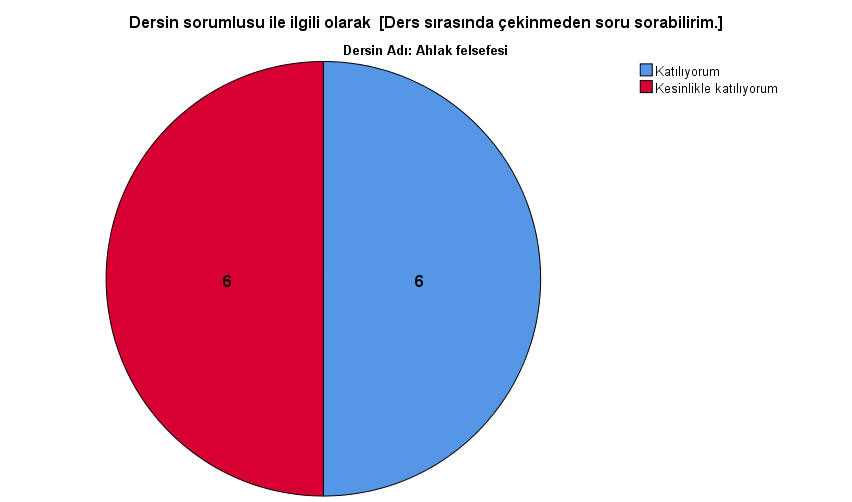 Dersin sorumlusu ile ilgili olarak  [Ders sırasında çekinmeden soru sorabilirim.]
Dersin Adı: Ahlak felsefesi
Katılıyorum
Kesinlikle katılıyorum
6
6